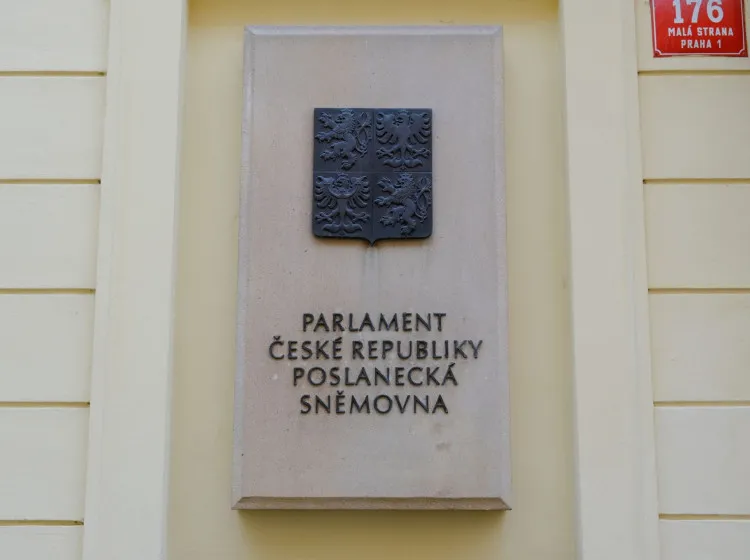 176
MALÁ STRANA
PRAHA 1
PARLAMENT
ČESKÉ REPUBLIKY
POSLANECKÁ
SNĚMOVNA